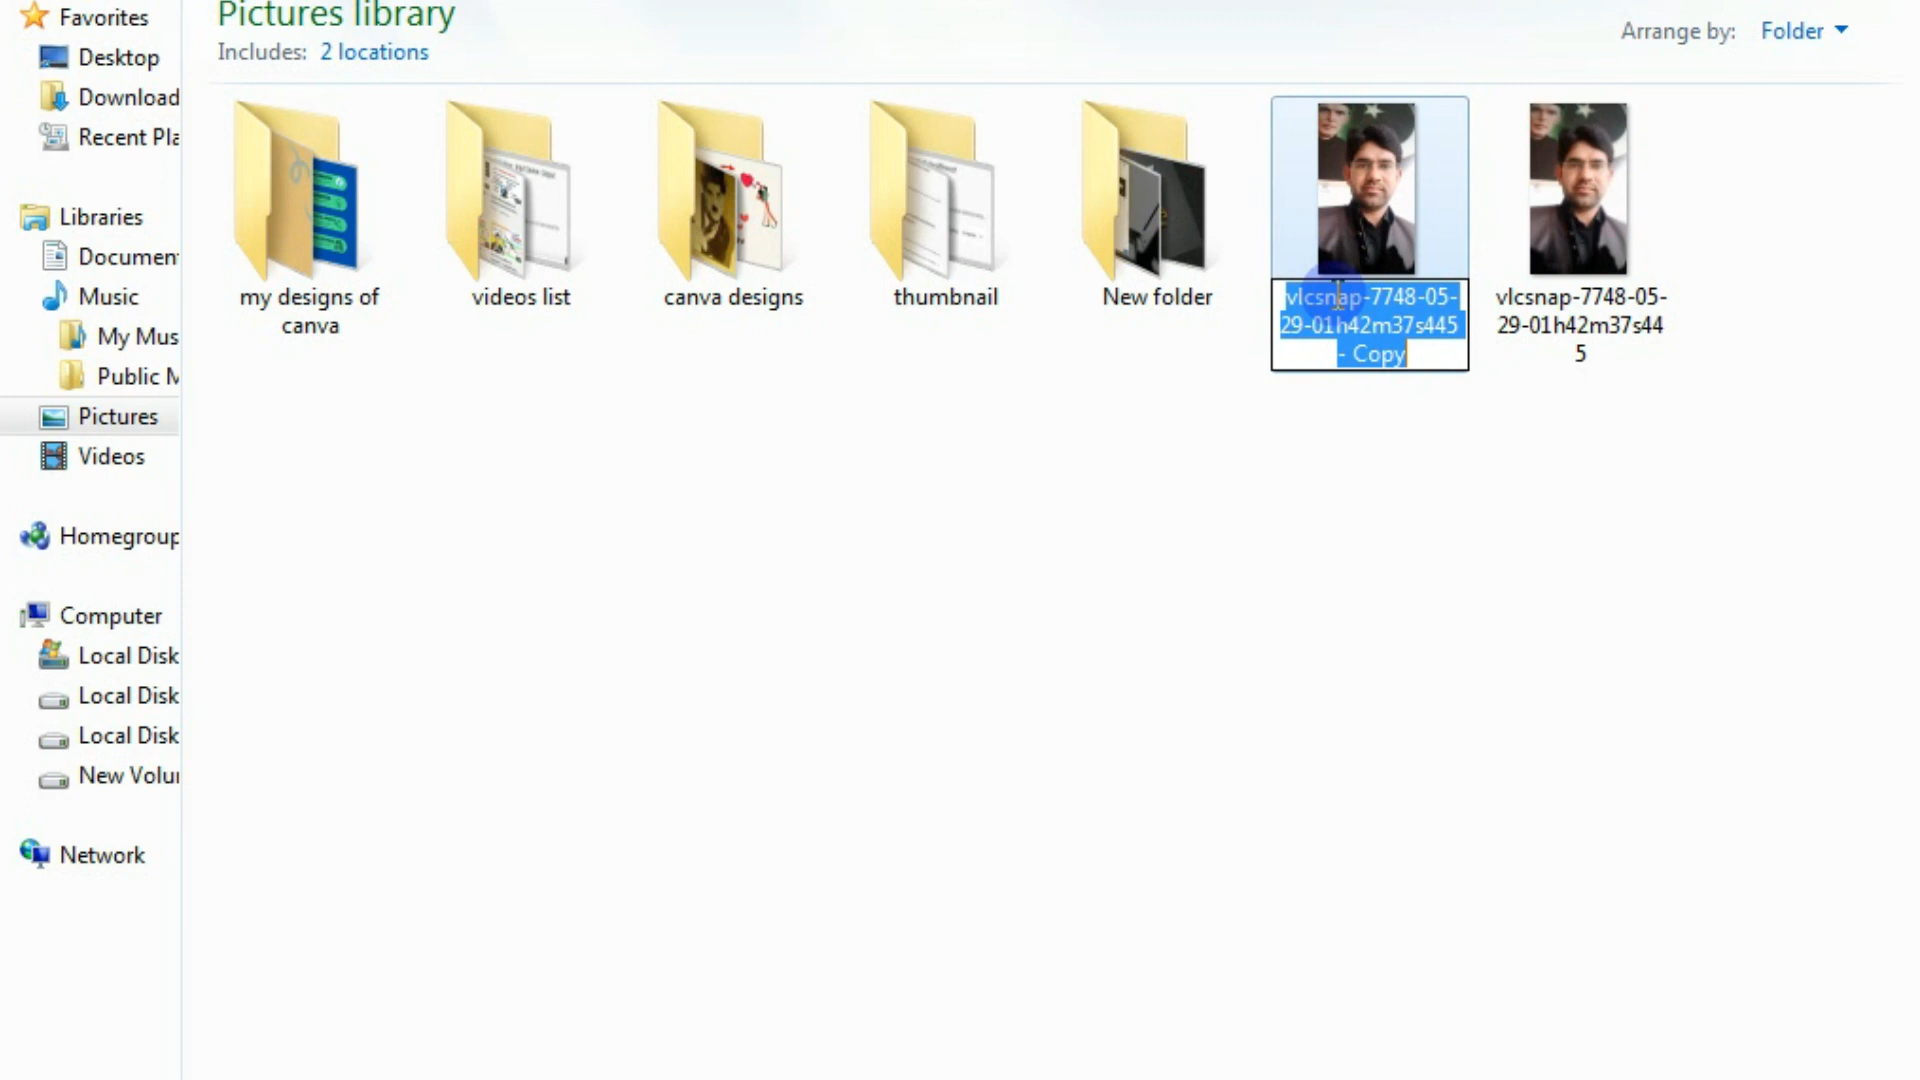 Favorites
Desktop
Download
Recent Pla
Libraries
Documen
Music
My Mus
Public M
Pictures
Videos
Homegroup
Computer
Local Disk
Local Disk
Local Disk
New Volu
Network
Pictures library
Includes: 2 locations
Arrange by: Folder
my designs of
canva
videos list
canva designs
thumbnail
New folder
vlcsnap-7748-05-
29-01h42m37s445
- Copy
vlcsnap-7748-05-
29-01h42m37s44
5